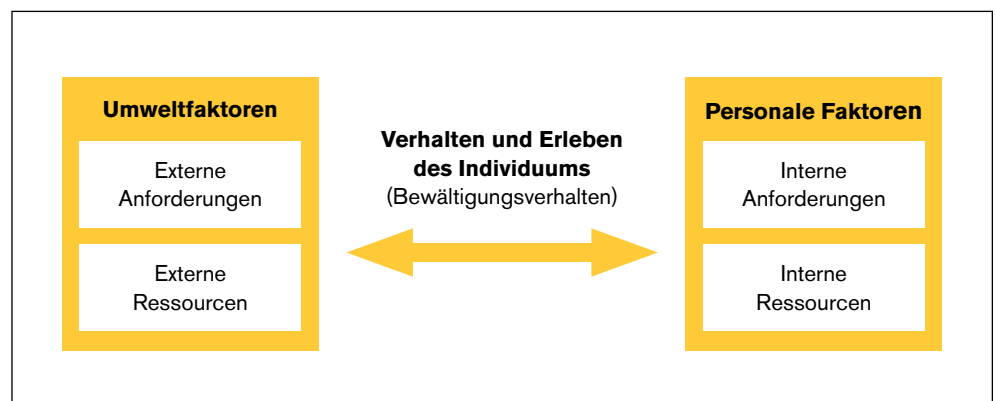 Umweltfaktoren
Externe
Anforderungen
Externe
Ressourcen
Verhalten und Erleben
des Individuums
(Bewältigungsverhalten)
Personale Faktoren
Interne
Anforderungen
Interne
Ressourcen